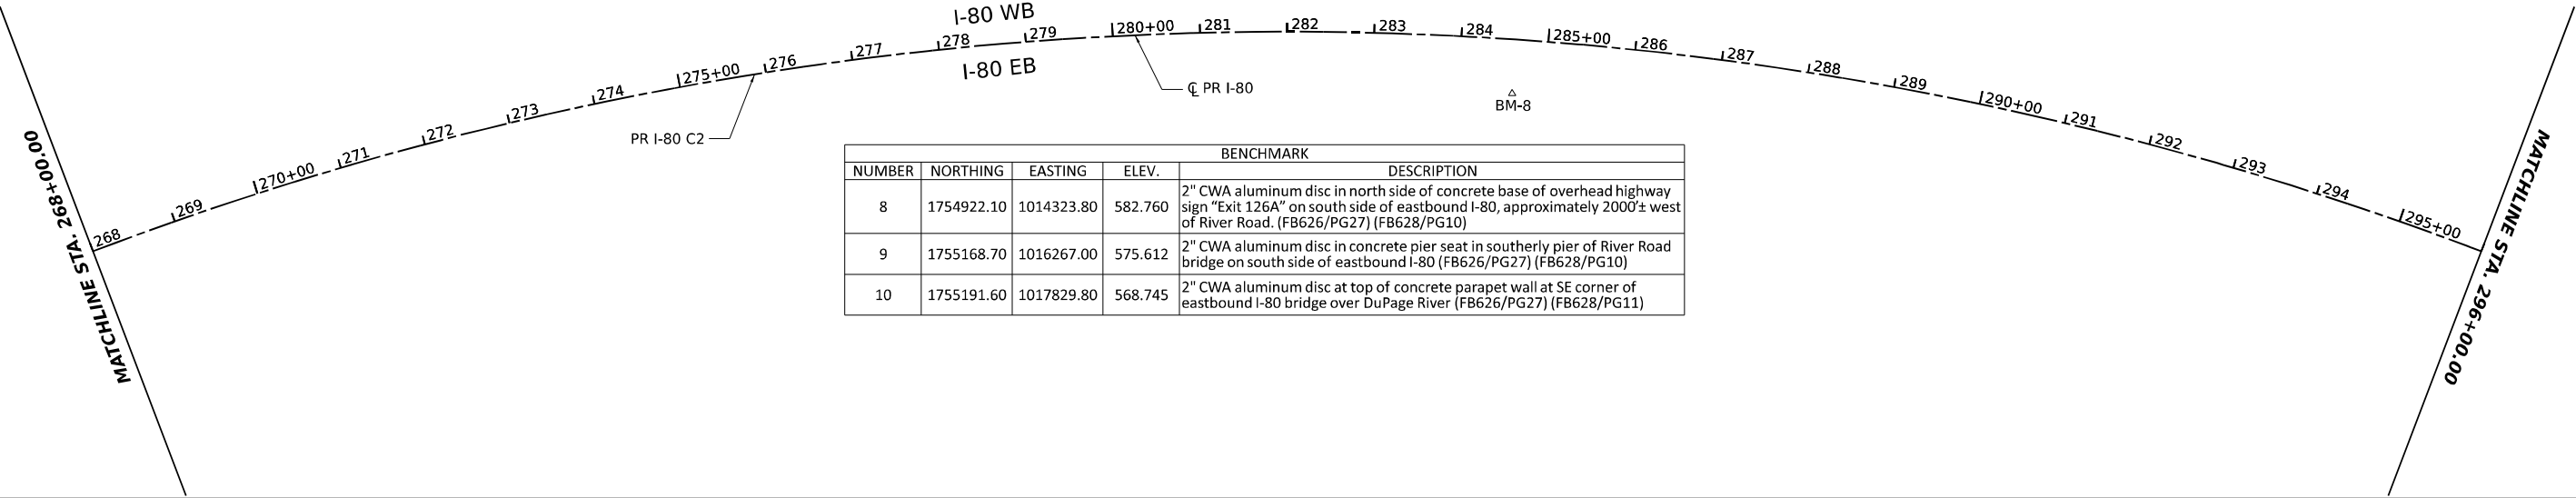 I-80 WB
268
269
270+00
271
272
273
274
275+00
276
277
278
279
280+00
281
282
283
284
285+00
286
287
288
289
290+00
291
292
293
294
295+00
I-80 EB
℄ PR I-80
BM-8
PR I-80 C2
MATCHLINE STA. 268+00.00
MATCHLINE STA. 296+00.00
BENCHMARK
NUMBER NORTHING EASTING ELEV. DESCRIPTION
8 1754922.10 1014323.80 582.760
2" CWA aluminum disc in north side of concrete base of overhead highway
sign “Exit 126A” on south side of eastbound I-80, approximately 2000’± west
of River Road. (FB626/PG27) (FB628/PG10)
9 1755168.70 1016267.00 575.612
2" CWA aluminum disc in concrete pier seat in southerly pier of River Road
bridge on south side of eastbound I-80 (FB626/PG27) (FB628/PG10)
10 1755191.60 1017829.80 568.745
2" CWA aluminum disc at top of concrete parapet wall at SE corner of
eastbound I-80 bridge over DuPage River (FB626/PG27) (FB628/PG11)